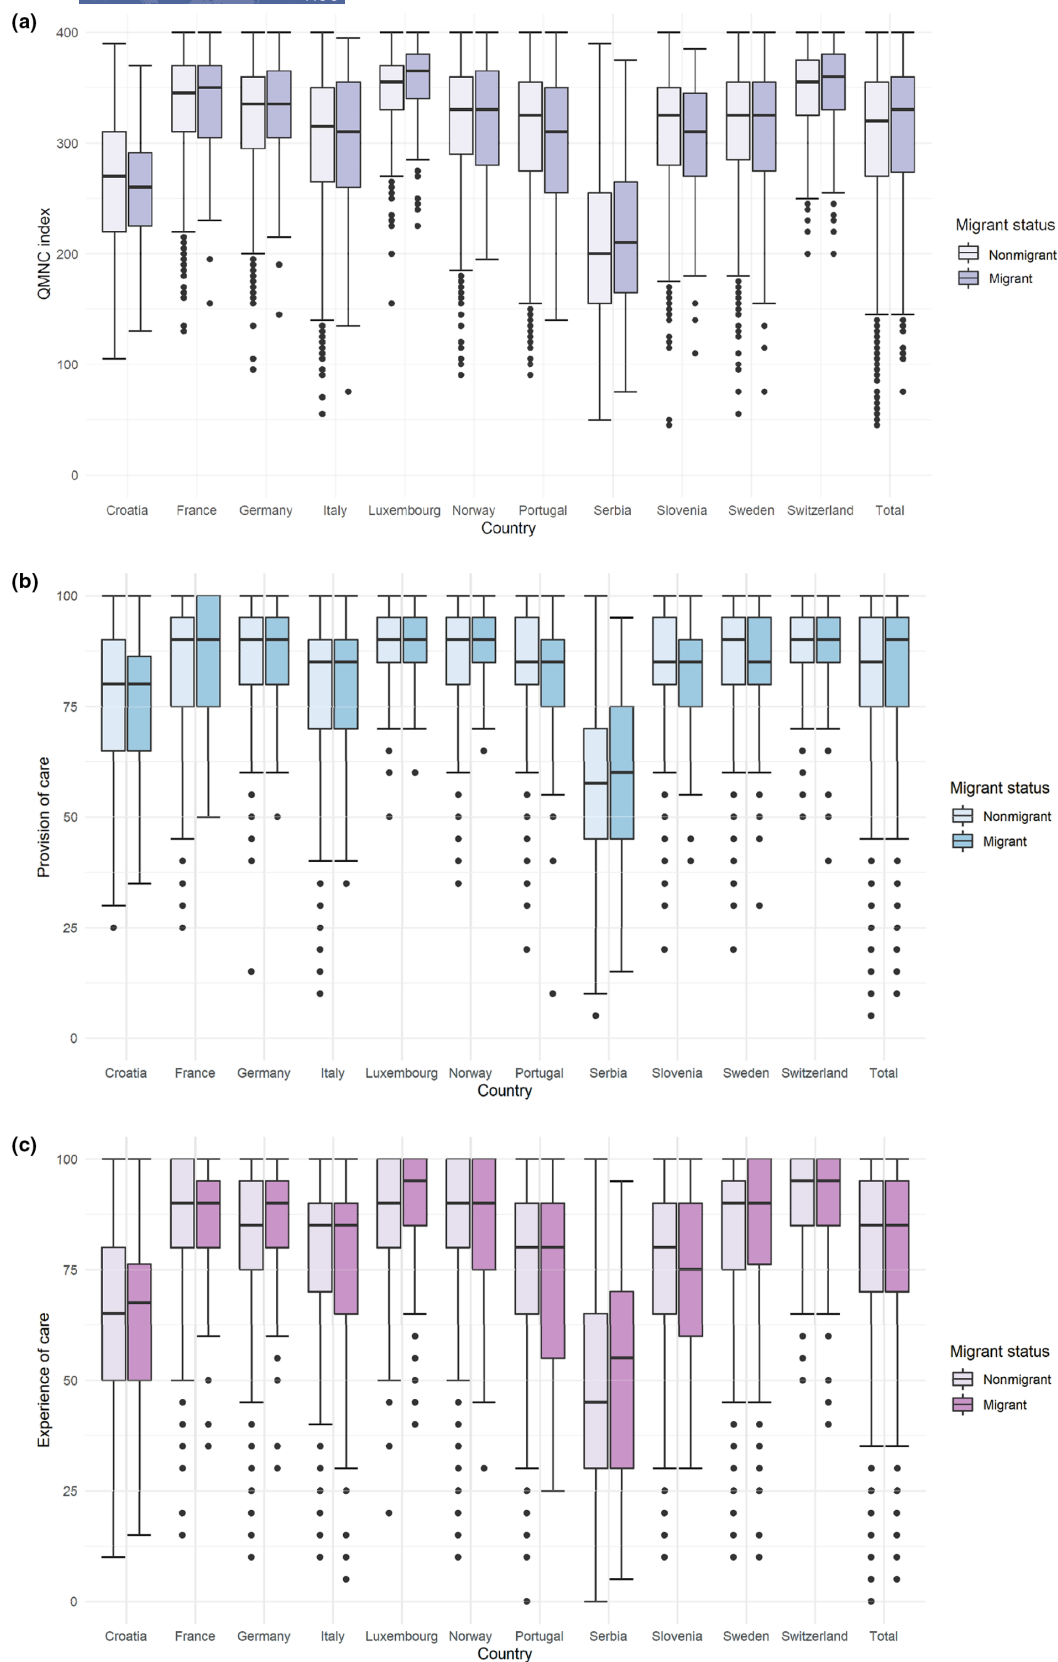 (a)
400
300
200
100
0
QMNC index
Croatia France Germany Italy Luxembourg Norway Portugal Serbia Slovenia Sweden Switzerland Total
Country
Migrant status
Nonmigrant
Migrant
(b)
100
75
50
25
0
Provision of care
Croatia France Germany Italy Luxembourg Norway Portugal Serbia Slovenia Sweden Switzerland Total
Country
Migrant status
Nonmigrant
Migrant
(c)
100
75
50
25
0
Experience of care
Croatia France Germany Italy Luxembourg Norway Portugal Serbia Slovenia Sweden Switzerland Total
Country
Migrant status
Nonmigrant
Migrant